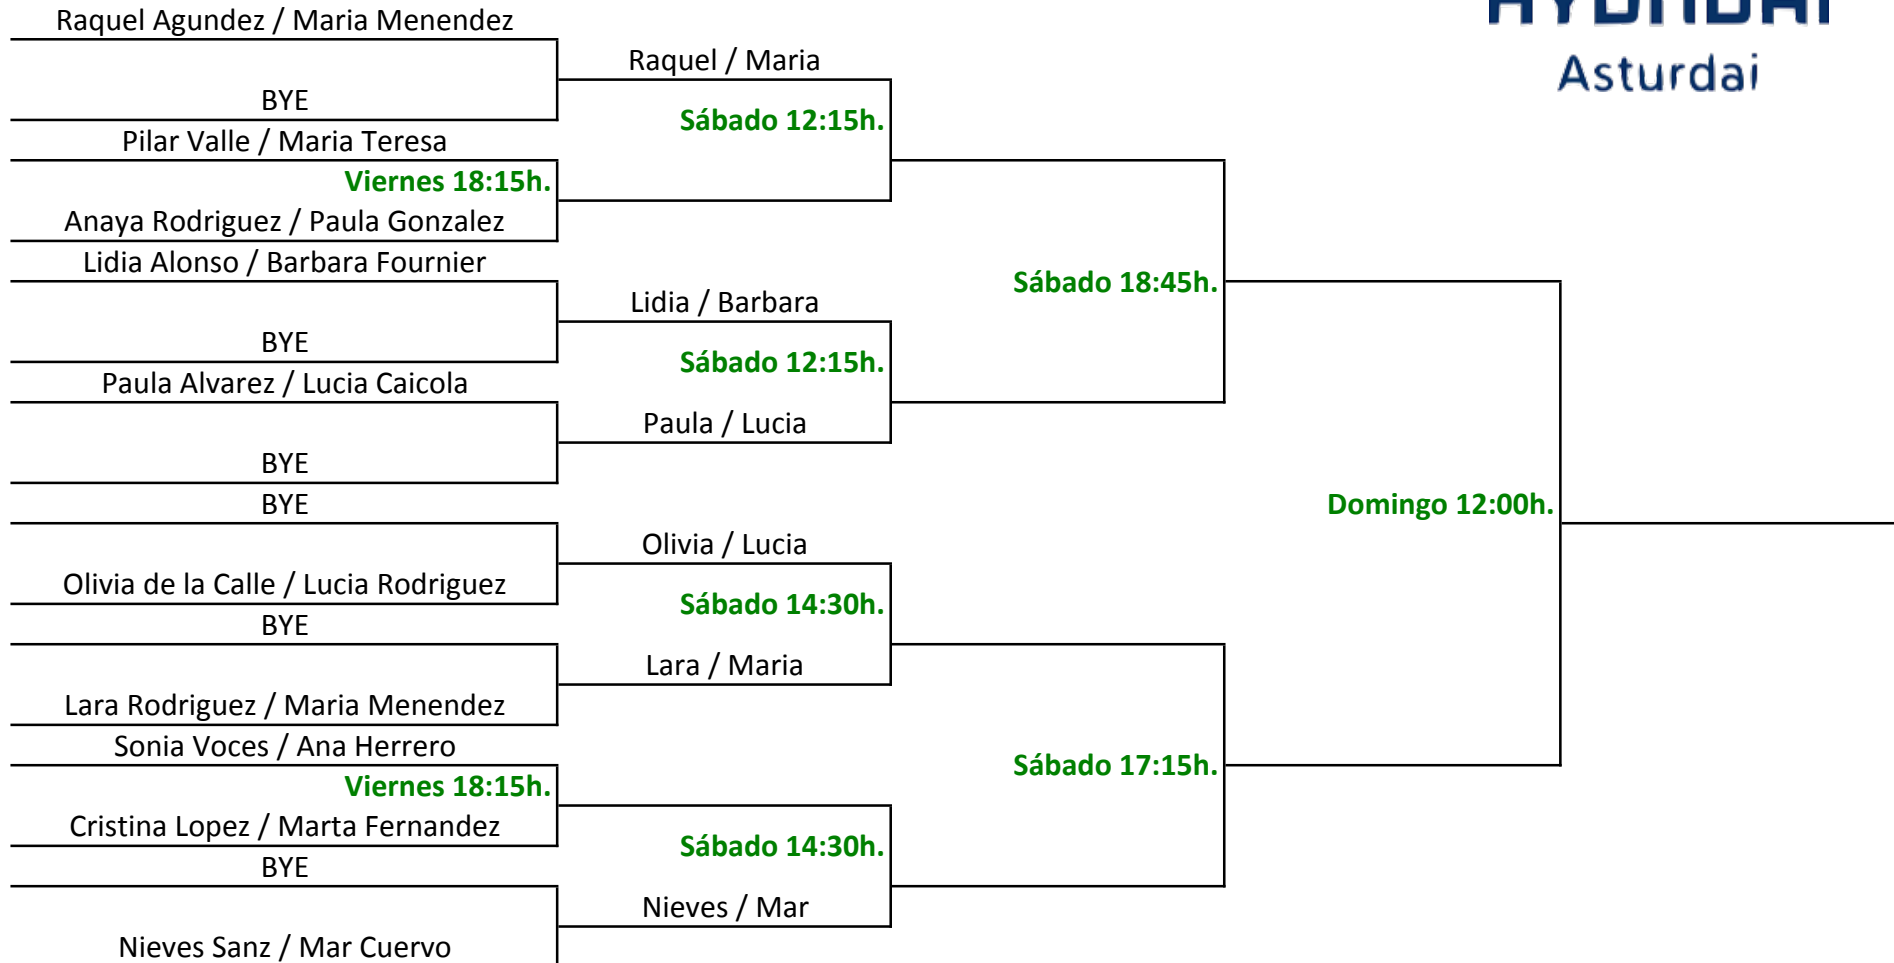 HYUNDAI
Asturdai
Raquel Agundez / Maria Menendez
Raquel / Maria
BYE
Sábado 12:15h.
Pilar Valle / Maria Teresa
Viernes 18:15h.
Anaya Rodriguez / Paula Gonzalez
Lidia Alonso / Barbara Fournier
Sábado 18:45h.
Lidia / Barbara
BYE
Sábado 12:15h.
Paula Alvarez / Lucia Caicola
Paula / Lucia
BYE
BYE
Domingo 12:00h.
Olivia / Lucia
Olivia de la Calle / Lucia Rodriguez
Sábado 14:30h.
BYE
Lara / Maria
Lara Rodriguez / Maria Menendez
Sonia Voces / Ana Herrero
Sábado 17:15h.
Viernes 18:15h.
Cristina Lopez / Marta Fernandez
Sábado 14:30h.
BYE
Nieves / Mar
Nieves Sanz / Mar Cuervo